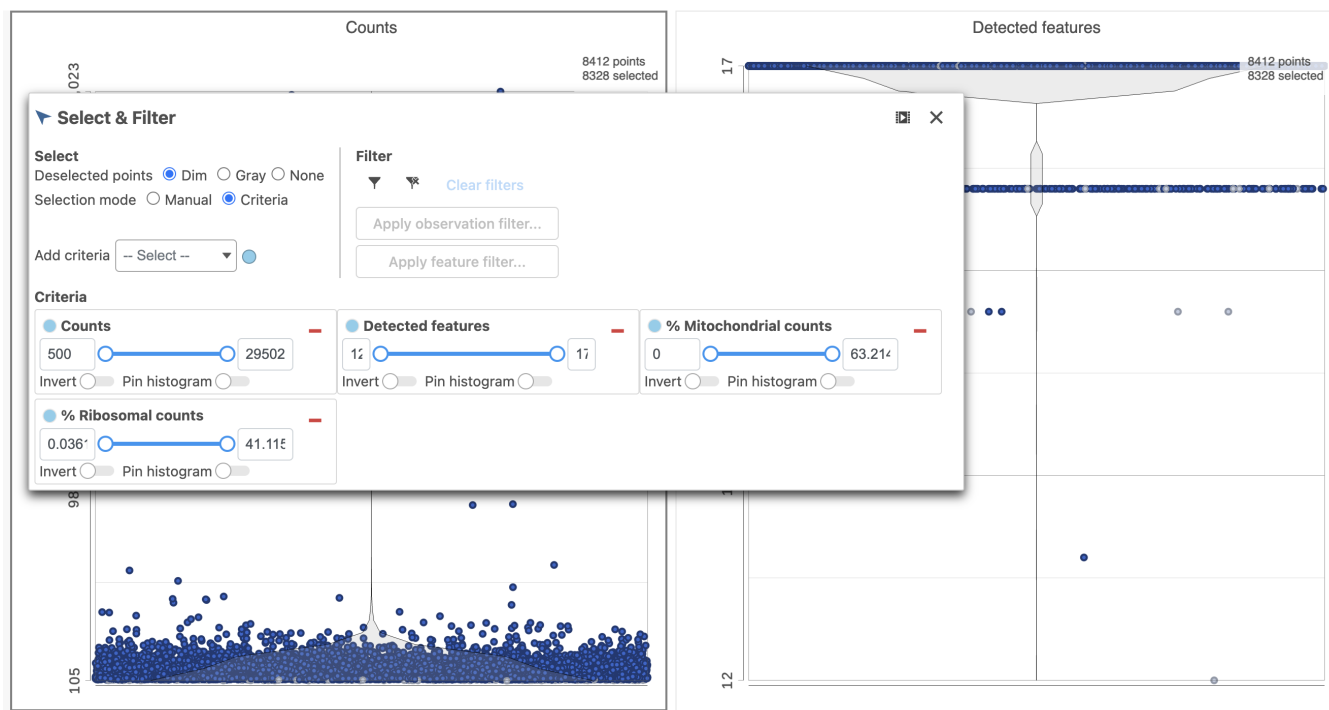 Counts
Detected features
8412 points
8328 selected
,023
17
8412 points
8328 selected
Select & Filter
Select
Deselected points Dim Gray None
Selection mode Manual Criteria
Add criteria -- Select --
Filter
Clear filters
Apply observation filter...
Apply feature filter...
Criteria
Counts
500 29502
Invert Pin histogram
Detected features
12 17
Invert Pin histogram
% Mitochondrial counts
0 63.214
Invert Pin histogram
% Ribosomal counts
41.115
Invert Pin histogram
98
105
12